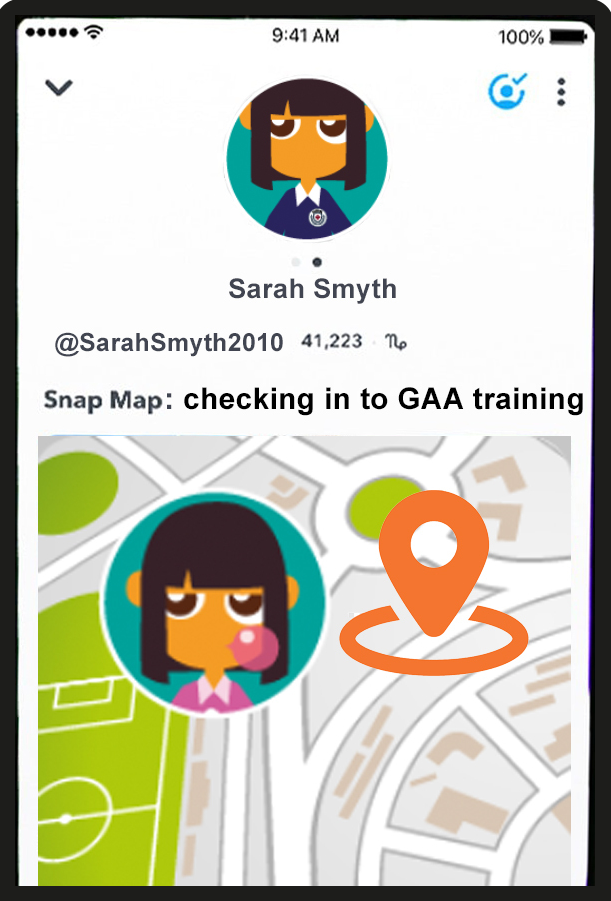 9:41 AM 100%
Sarah Smyth
@SarahSmyth2010 41,223 · ♑
Snap Map: checking in to GAA training